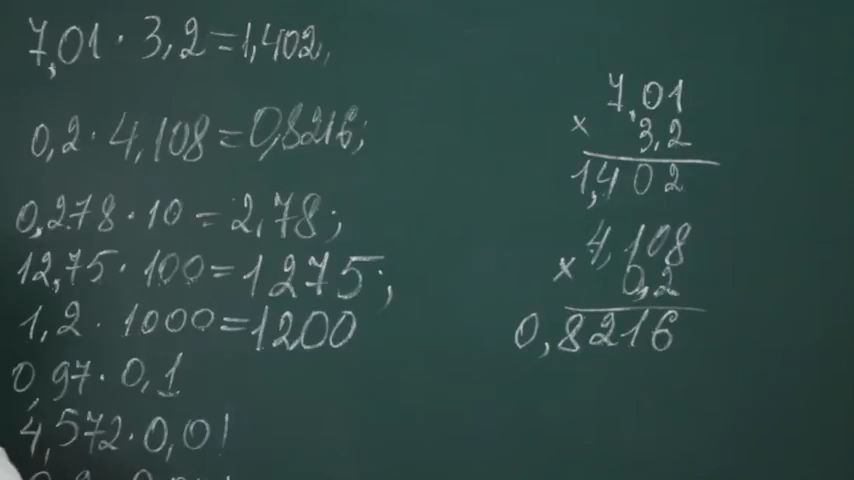 7,01 · 3,2 = 1,402,
0,2 · 4,108 = 0,8216;
0,278 · 10 = 2,78;
12,75 · 100 = 1275;
1,2 · 1000 = 1200
0,97 · 0,1
4,572 · 0,01
7,01
× 3,2
1,402
4,108
× 0,2
0,8216